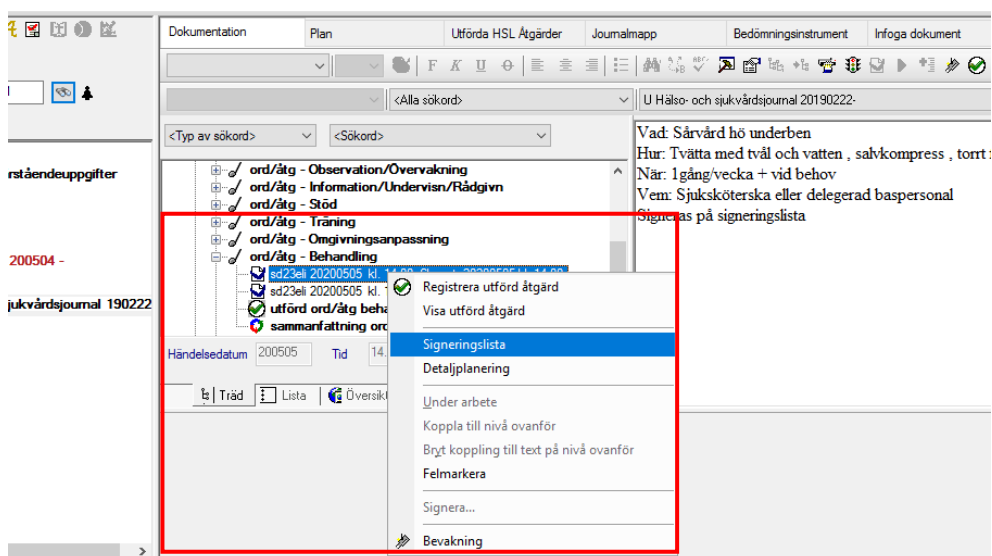 Dokumentation Plan Utförda HSL Åtgärder Journalmapp Bedömningsinstrument Infoga dokument
F K U
<Alla sökord> U Hälso- och sjukvårdsjournal 20190222-
<Typ av sökord> <Sökord>
Vad: Sårvård hö underben
Hur: Tvätta med tvål och vatten , salvkompress , torrt
När: 1gång/vecka + vid behov
Vem: Sjuksköterska eller delegerad baspersonal
Signeras på signeringslista
rståendeuppgifter
200504 -
jukvårdsjournal 190222
ord/åtg - Observation/Övervakning
ord/åtg - Information/Undervisn/Rådgivn
ord/åtg - Stöd
ord/åtg - Träning
ord/åtg - Omgivningsanpassning
ord/åtg - Behandling
sd23eli 20200505 kl.
sd23eli 20200505 kl.
utförd ord/åtg beha
sammanfattning ord
Händelsedatum 200505 Tid 14.
Träd Lista Översikt
Registrera utförd åtgärd
Visa utförd åtgärd
Signeringslista
Detaljplanering
Under arbete
Koppla till nivå ovanför
Bryt koppling till text på nivå ovanför
Felmarkera
Signera...
Bevakning